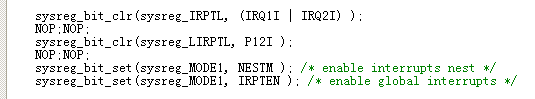 sysreg_bit_clr(sysreg_IRPTL, (IRQ1I | IRQ2I) );
NOP;NOP;
sysreg_bit_clr(sysreg_LIRPTL, P12I );
NOP;NOP;
sysreg_bit_set(sysreg_MODE1, NESTM ); /* enable interrupts nest */
sysreg_bit_set(sysreg_MODE1, IRPTEN ); /* enable global interrupts */